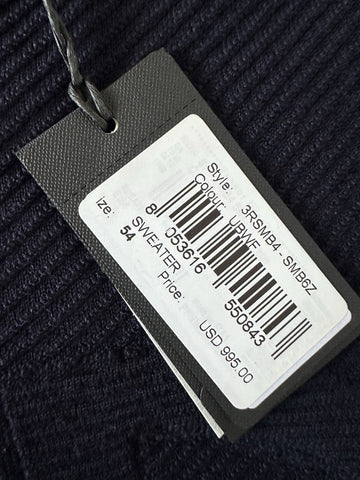 Style: 3RSMB4 - SMB6Z
Colour: UBWF
8 053616 550843
ize: 54 SWEATER
Price: USD 995.00